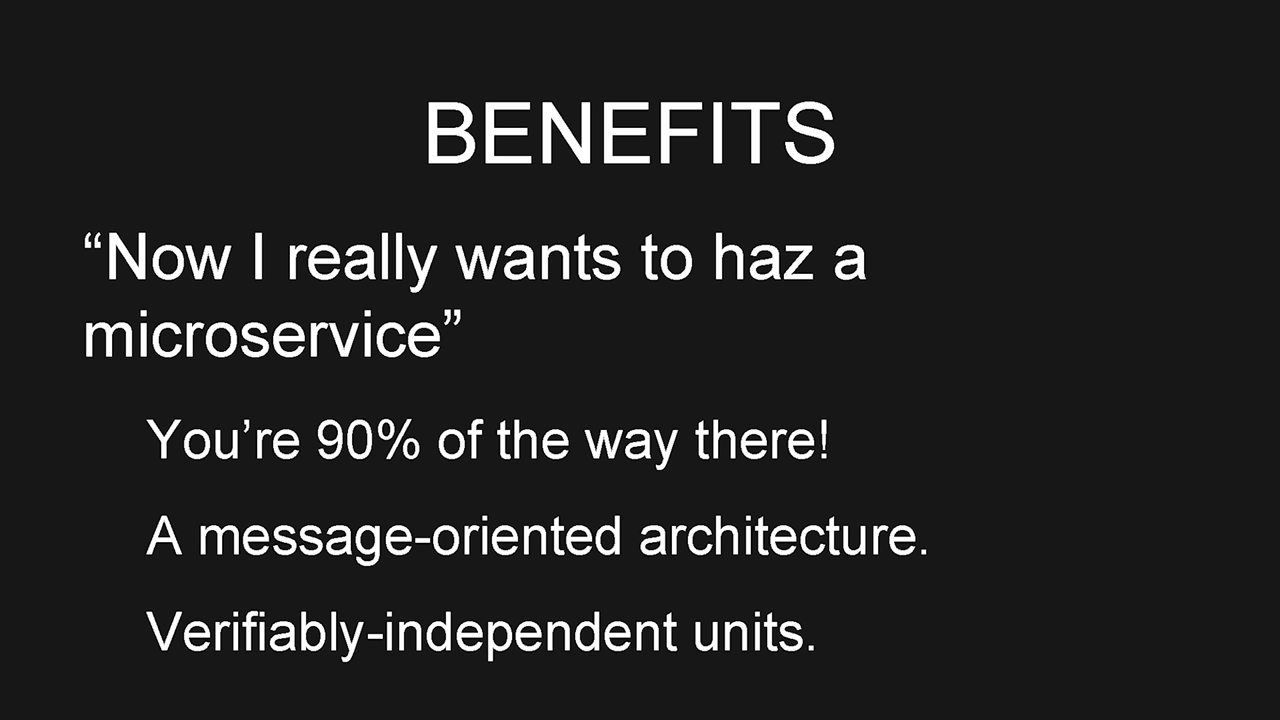 BENEFITS
“Now I really wants to haz a
microservice”
You’re 90% of the way there!
A message-oriented architecture.
Verifiably-independent units.